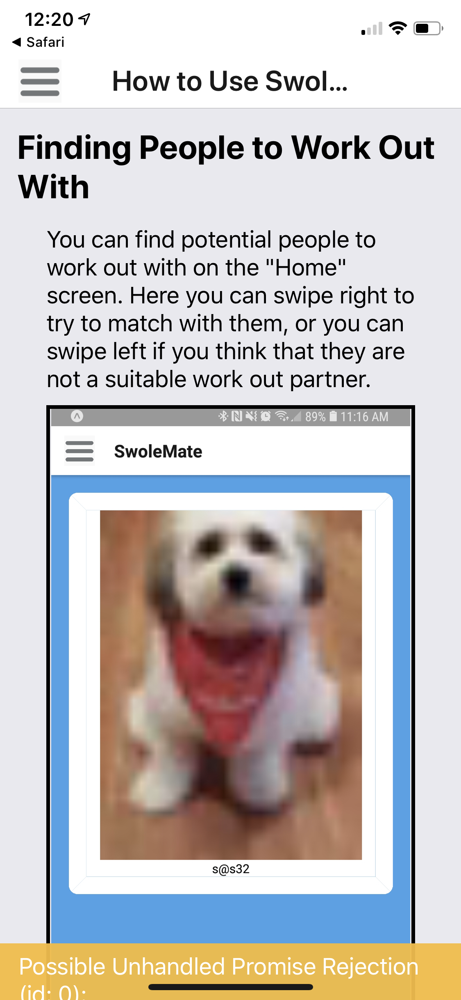 12:20
Safari
How to Use Swol...
Finding People to Work Out
With
You can find potential people to
work out with on the "Home"
screen. Here you can swipe right to
try to match with them, or you can
swipe left if you think that they are
not a suitable work out partner.
89% 11:16 AM
SwoleMate
s@s32
Possible Unhandled Promise Rejection
(id: 0):